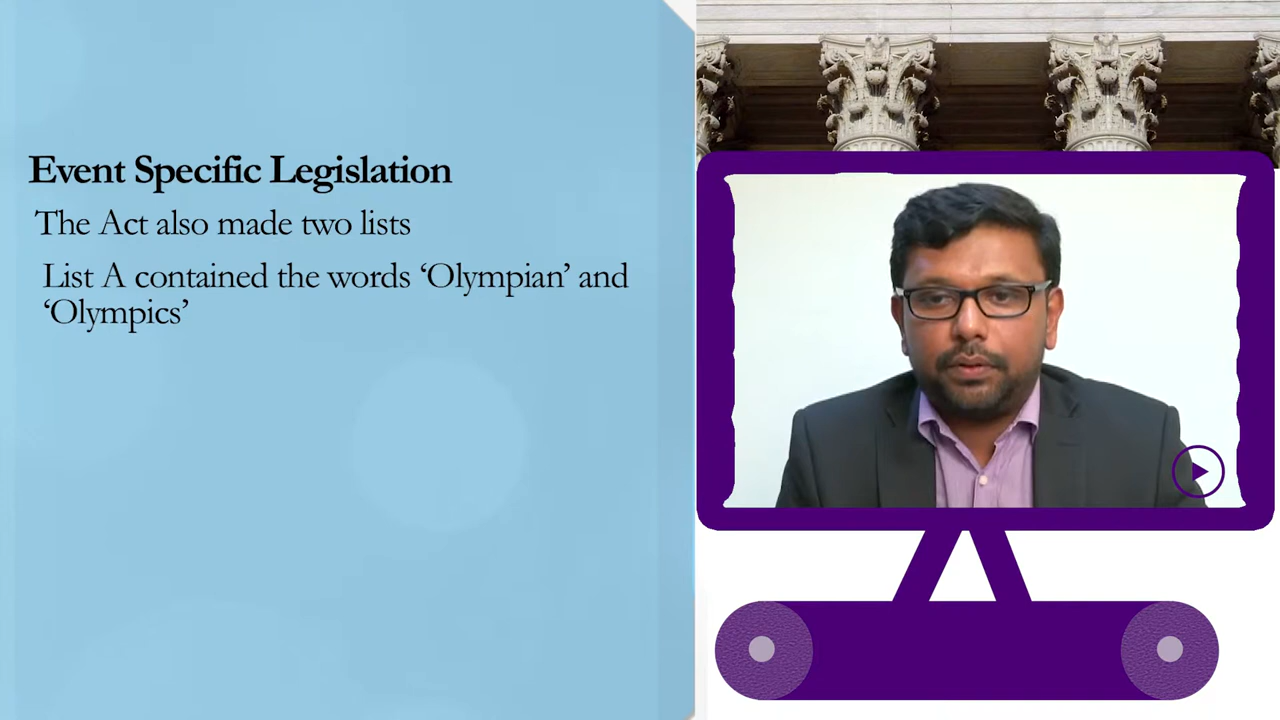 Event Specific Legislation
The Act also made two lists
List A contained the words ‘Olympian’ and
‘Olympics’